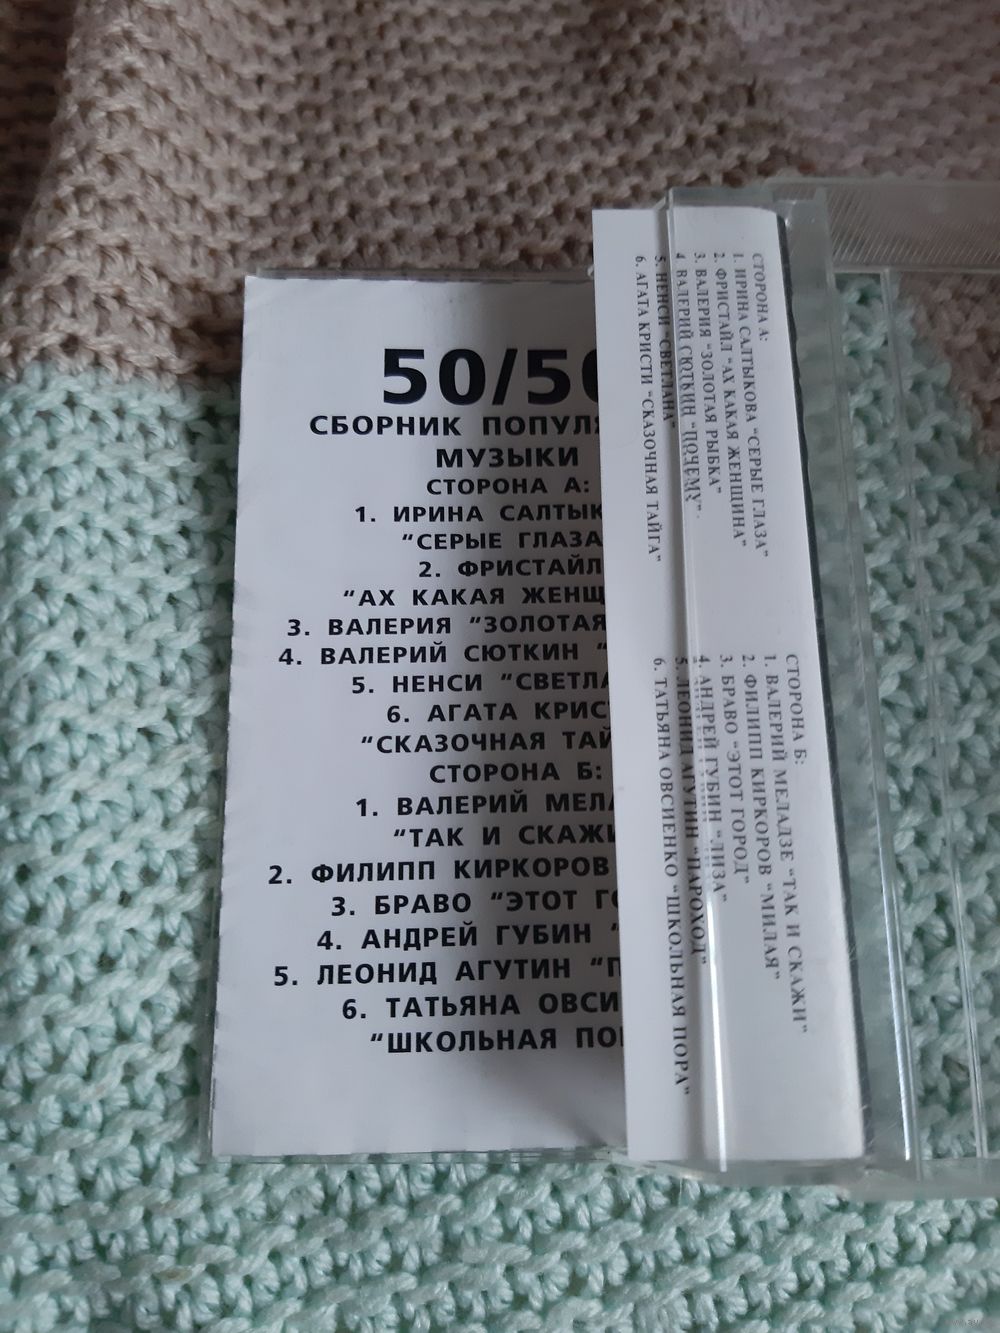 50/50
СБОРНИК ПОПУЛЯ
МУЗЫКИ
СТОРОНА А:
1. ИРИНА САЛТЫК
"СЕРЫЕ ГЛАЗА
2. ФРИСТАЙЛ
"АХ КАКАЯ ЖЕНЩ
3. ВАЛЕРИЯ "ЗОЛОТАЯ
4. ВАЛЕРИЙ СЮТКИН "
5. НЕНСИ "СВЕТЛА
6. АГАТА КРИС
"СКАЗОЧНАЯ ТАЙ
СТОРОНА Б:
1. ВАЛЕРИЙ МЕЛА
"ТАК И СКАЖИ
2. ФИЛИПП КИРКОРОВ
3. БРАВО "ЭТОТ ГО
4. АНДРЕЙ ГУБИН "
5. ЛЕОНИД АГУТИН "П
6. ТАТЬЯНА ОВСИ
"ШКОЛЬНАЯ ПО
СТОРОНА А:
1. ИРИНА САЛТЫКОВА "СЕРЫЕ ГЛАЗА"
2. ФРИСТАЙЛ "АХ КАКАЯ ЖЕНЩИНА"
3. ВАЛЕРИЯ "ЗОЛОТАЯ РЫБКА"
4. ВАЛЕРИЙ СЮТКИН "ПОЧЕМУ"
5. НЕНСИ "СВЕТЛАНА"
6. АГАТА КРИСТИ "СКАЗОЧНАЯ ТАЙГА"
СТОРОНА Б:
1. ВАЛЕРИЙ МЕЛАДЗЕ "ТАК И СКАЖИ"
2. ФИЛИПП КИРКОРОВ "МИЛАЯ"
3. БРАВО "ЭТОТ ГОРОД"
4. АНДРЕЙ ГУБИН "ЛИЗА"
5. ЛЕОНИД АГУТИН "ПАРОХОД"
6. ТАТЬЯНА ОВСИЕНКО "ШКОЛЬНАЯ ПОРА"